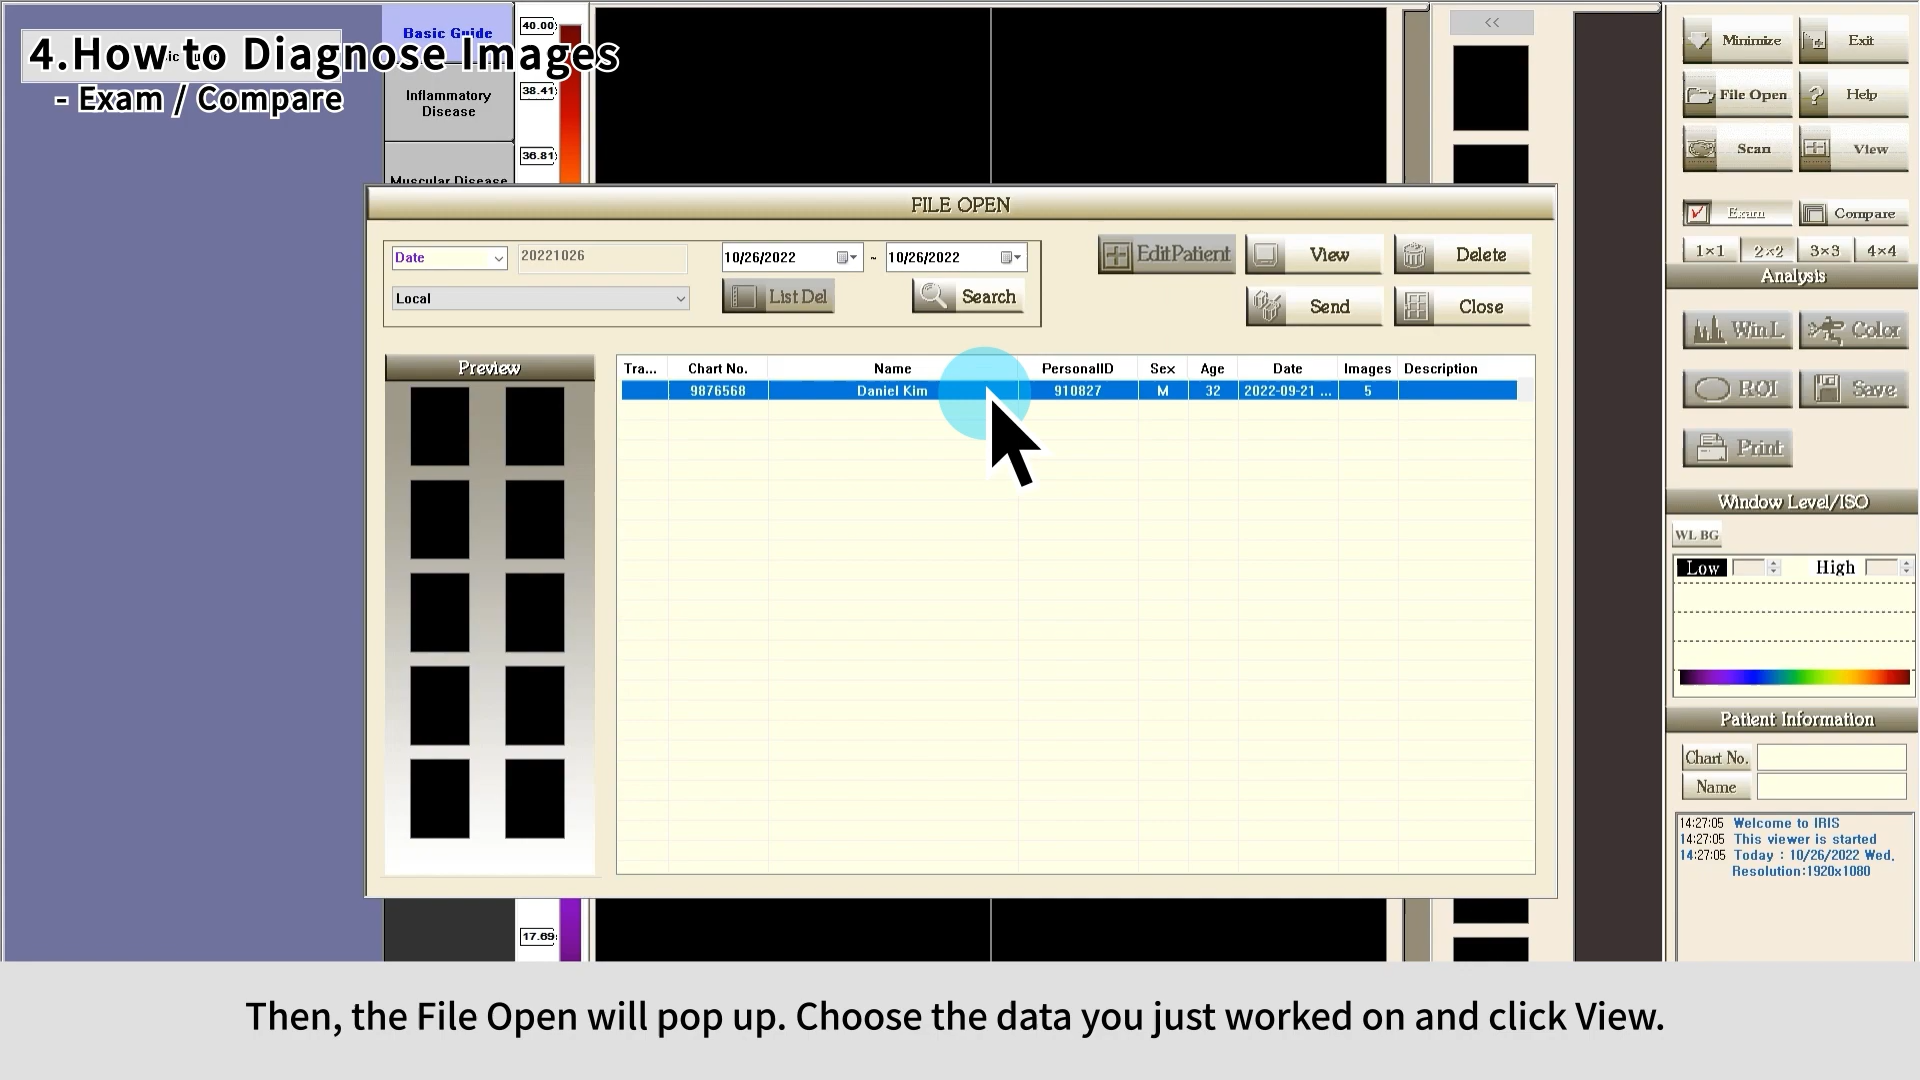 4.How to Diagnose Images
- Exam / Compare
Basic Guide
Inflammatory
Disease
Muscular Disease
40.00
38.41
36.81
17.69
<<
Minimize
Exit
File Open
Help
Scan
View
Exam
Compare
1×1
2×2
3×3
4×4
Analysis
Win L
Color
ROI
Save
Print
Window Level/ISO
WL BG
Low
High
Patient Information
Chart No.
Name
14:27:05 Welcome to IRIS
14:27:05 This viewer is started
14:27:05 Today : 10/26/2022 Wed,
Resolution:1920x1080
FILE OPEN
Date
20221026
10/26/2022
~
10/26/2022
Local
List Del
Search
EditPatient
View
Delete
Send
Close
Preview
Tra... Chart No. Name PersonalID Sex Age Date Images Description
9876568 Daniel Kim 910827 M 32 2022-09-21 ... 5
Then, the File Open will pop up. Choose the data you just worked on and click View.